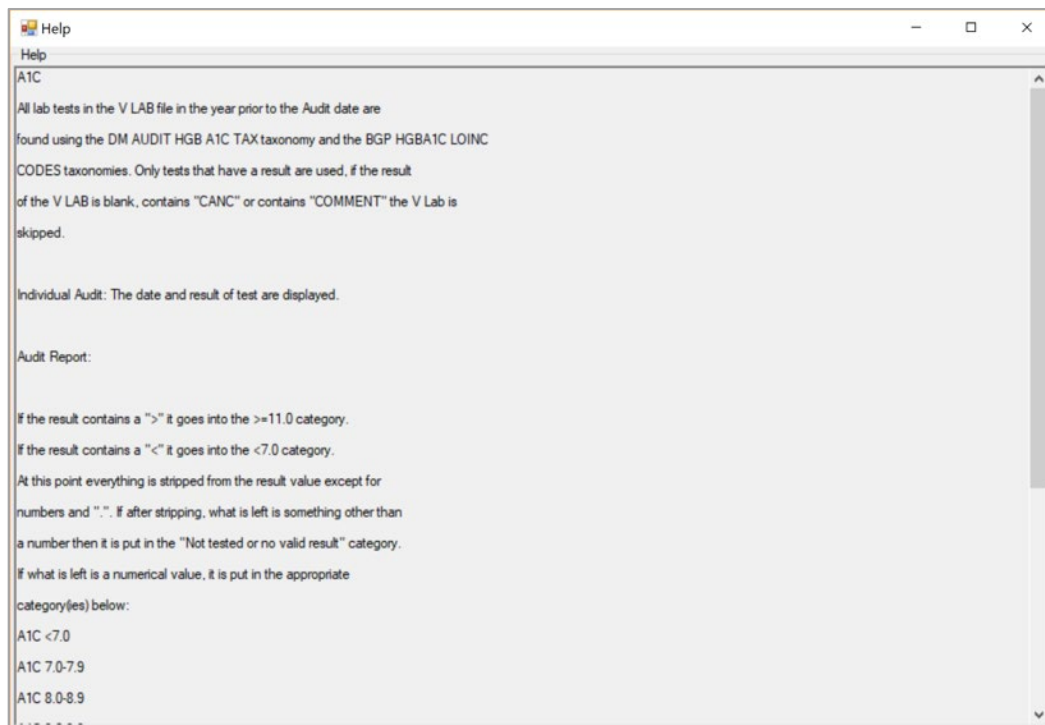 Help
Help
A1C
All lab tests in the V LAB file in the year prior to the Audit date are
found using the DM AUDIT HGB A1C TAX taxonomy and the BGP HGBA1C LOINC
CODES taxonomies. Only tests that have a result are used, if the result
of the V LAB is blank, contains "CANC" or contains "COMMENT" the V Lab is
skipped.
Individual Audit: The date and result of test are displayed.
Audit Report:
If the result contains a ">" it goes into the >=11.0 category.
If the result contains a "<" it goes into the <7.0 category.
At this point everything is stripped from the result value except for
numbers and ".". If after stripping, what is left is something other than
a number then it is put in the "Not tested or no valid result" category.
If what is left is a numerical value, it is put in the appropriate
category(ies) below:
A1C <7.0
A1C 7.0-7.9
A1C 8.0-8.9